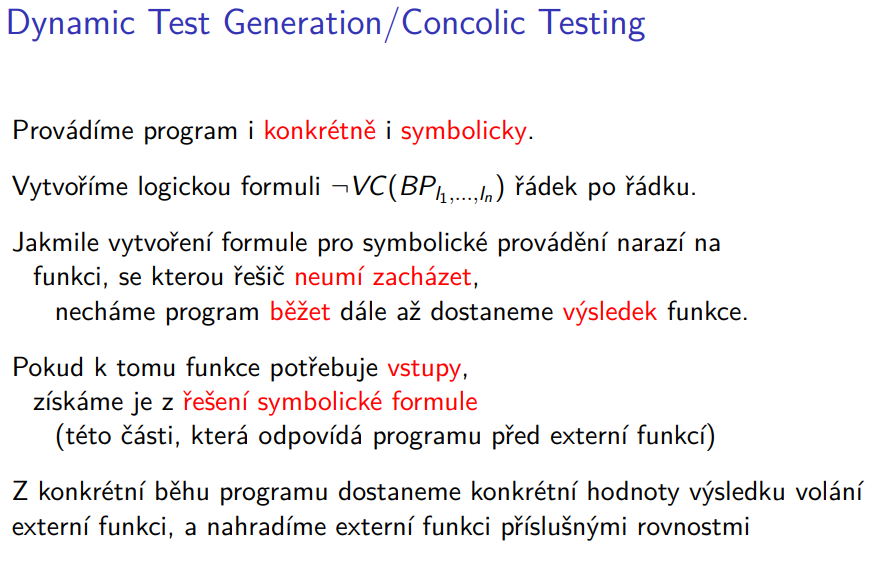 Dynamic Test Generation/Concolic Testing
Provádíme program i konkrétně i symbolicky.
Vytvoříme logickou formuli ¬VC(BP_{l_1,...,l_n}) řádek po řádku.
Jakmile vytvoření formule pro symbolické provádění narazí na
funkci, se kterou řešič neumí zacházet,
necháme program běžet dále až dostaneme výsledek funkce.
Pokud k tomu funkce potřebuje vstupy,
získáme je z řešení symbolické formule
(této části, která odpovídá programu před externí funkcí)
Z konkrétní běhu programu dostaneme konkrétní hodnoty výsledku volání
externí funkci, a nahradíme externí funkci příslušnými rovnostmi